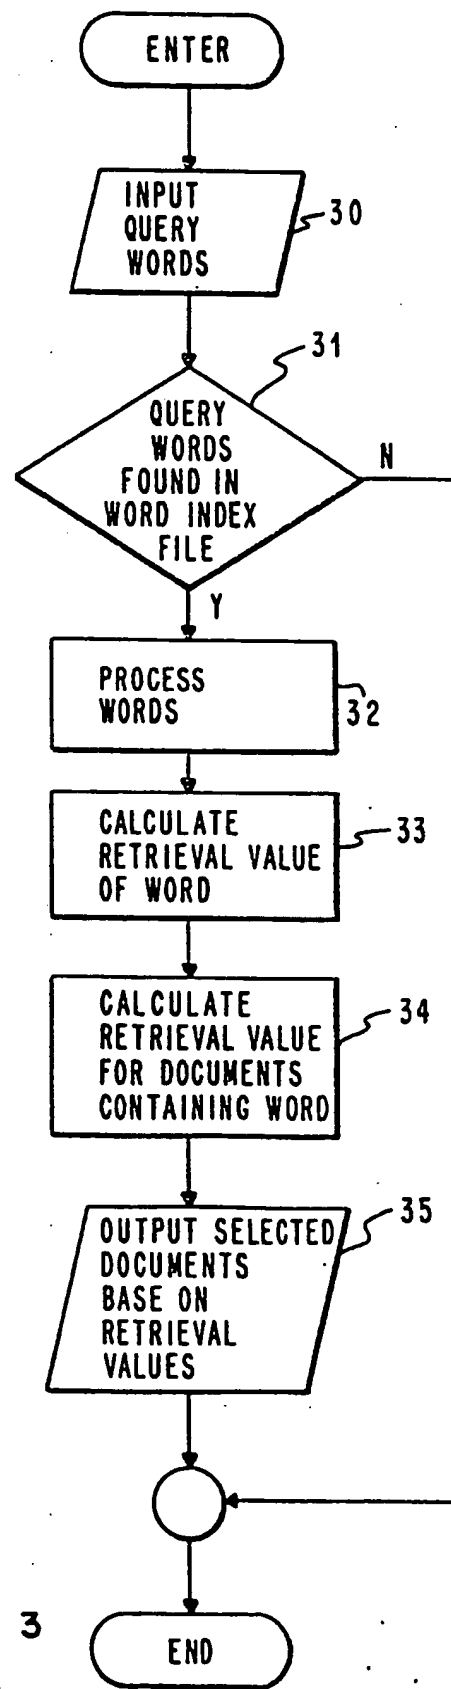 ENTER
INPUT
QUERY
WORDS
30
31
QUERY
WORDS
FOUND IN
WORD INDEX
FILE
N
Y
PROCESS
WORDS
32
CALCULATE
RETRIEVAL VALUE
OF WORD
33
CALCULATE
RETRIEVAL VALUE
FOR DOCUMENTS
CONTAINING WORD
34
OUTPUT SELECTED
DOCUMENTS
BASE ON
RETRIEVAL
VALUES
35
3
END